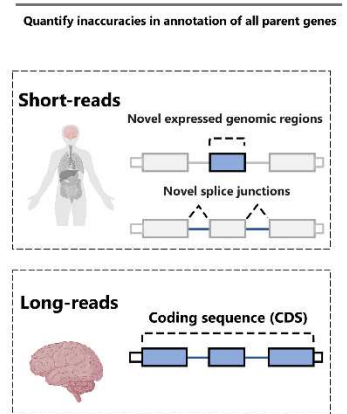 Quantify inaccuracies in annotation of all parent genes
Short-reads
Novel expressed genomic regions
Novel splice junctions
Long-reads
Coding sequence (CDS)